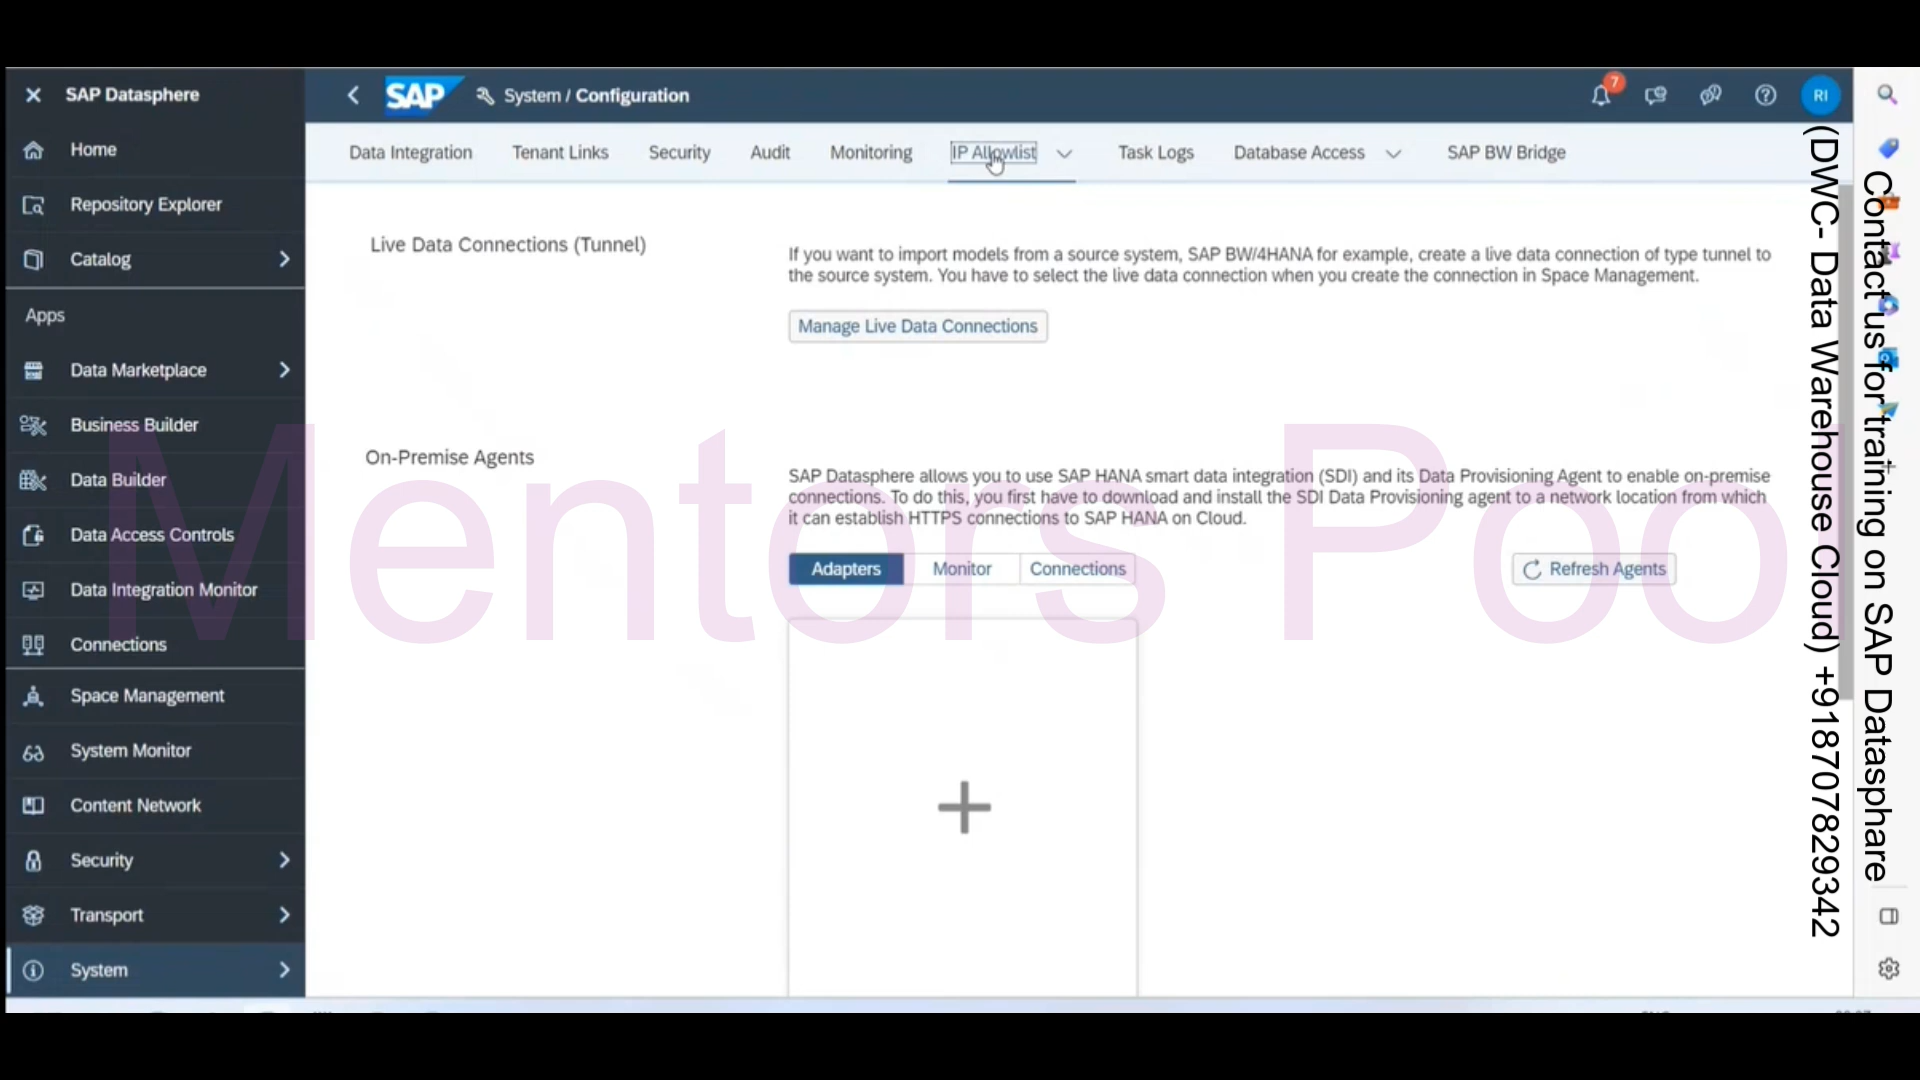 SAP Datasphere
SAP
System / Configuration
7
RI
Home
Repository Explorer
Catalog
Apps
Data Marketplace
Business Builder
Data Builder
Data Access Controls
Data Integration Monitor
Connections
Space Management
System Monitor
Content Network
Security
Transport
System
Data Integration
Tenant Links
Security
Audit
Monitoring
IP Allowlist
Task Logs
Database Access
SAP BW Bridge
Live Data Connections (Tunnel)
If you want to import models from a source system, SAP BW/4HANA for example, create a live data connection of type tunnel to
the source system. You have to select the live data connection when you create the connection in Space Management.
Manage Live Data Connections
On-Premise Agents
SAP Datasphere allows you to use SAP HANA smart data integration (SDI) and its Data Provisioning Agent to enable on-premise
connections. To do this, you first have to download and install the SDI Data Provisioning agent to a network location from which
it can establish HTTPS connections to SAP HANA on Cloud.
Adapters
Monitor
Connections
Refresh Agents
Mentors Pool
Contact us for training on SAP Datasphare
(DWC- Data Warehouse Cloud) +918707829342